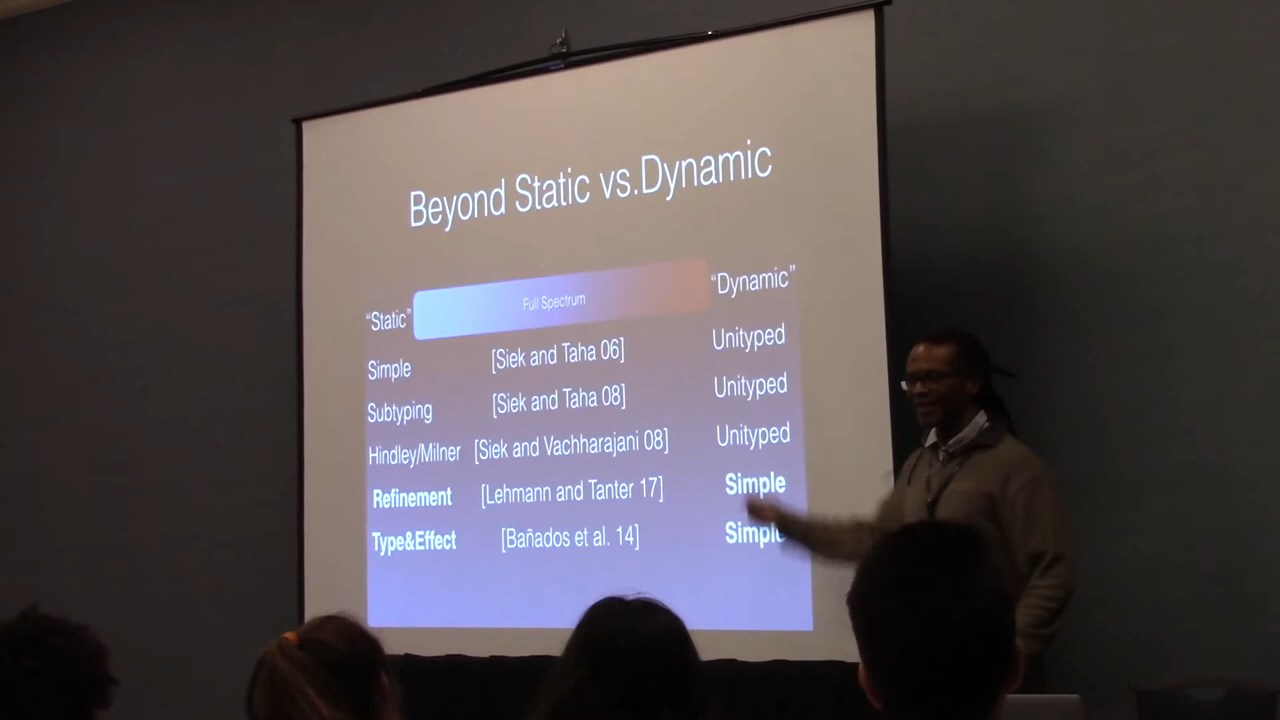 Beyond Static vs.Dynamic
“Static” Full Spectrum “Dynamic”
Simple [Siek and Taha 06] Unityped
Subtyping [Siek and Taha 08] Unityped
Hindley/Milner [Siek and Vachharajani 08] Unityped
Refinement [Lehmann and Tanter 17] Simple
Type&Effect [Bañados et al. 14] Simple